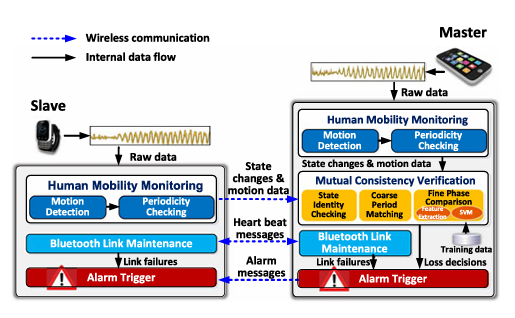 Wireless communication
Internal data flow
Master
Raw data
Slave
Raw data
Human Mobility Monitoring
Motion Detection
Periodicity Checking
State changes & motion data
Mutual Consistency Verification
State Identity Checking
Coarse Period Matching
Fine Phase Comparison
Feature Extraction
SVM
Training data
Bluetooth Link Maintenance
Link failures
Loss decisions
Alarm Trigger
State changes & motion data
Heart beat messages
Alarm messages
Human Mobility Monitoring
Motion Detection
Periodicity Checking
Bluetooth Link Maintenance
Link failures
Alarm Trigger